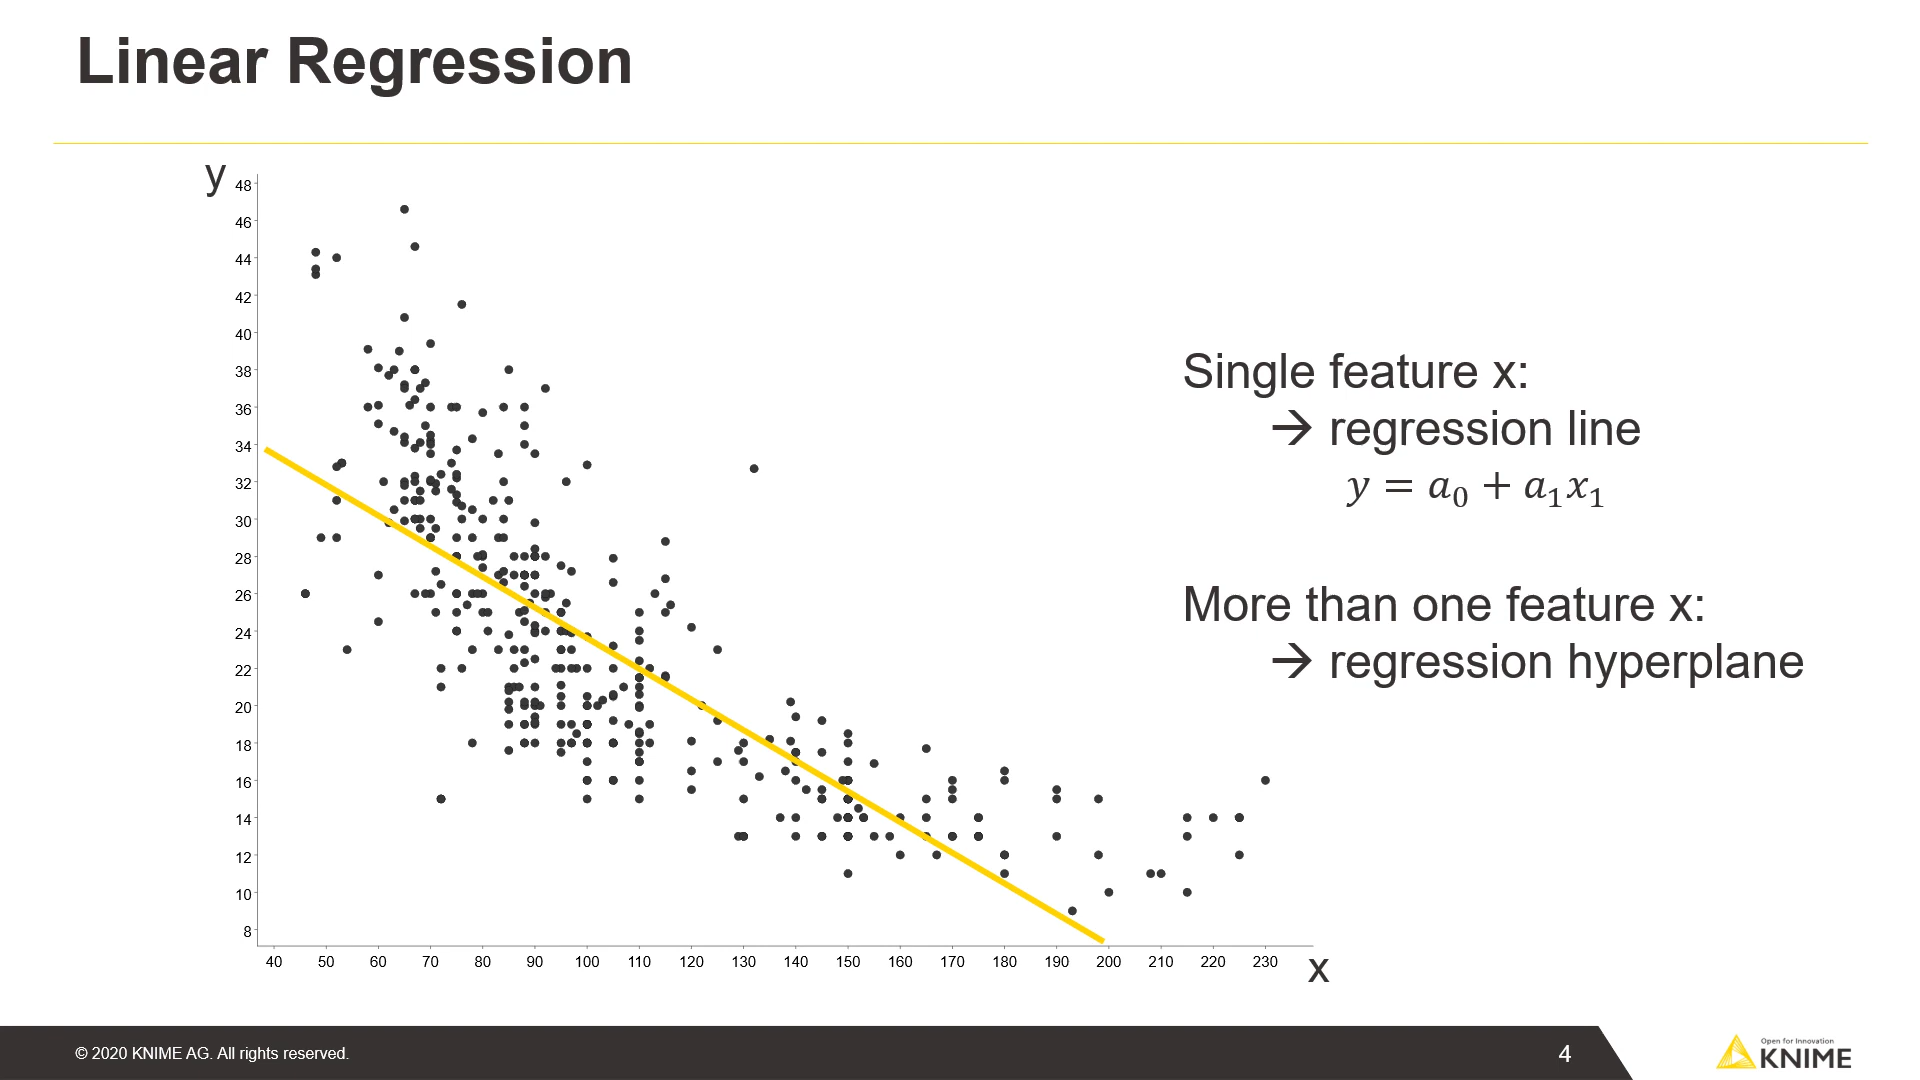 Linear Regression
y
48
46
44
42
40
38
36
34
32
30
28
26
24
22
20
18
16
14
12
10
8
40 50 60 70 80 90 100 110 120 130 140 150 160 170 180 190 200 210 220 230
x
Single feature x:
→ regression line
y = a₀ + a₁x₁
More than one feature x:
→ regression hyperplane
© 2020 KNIME AG. All rights reserved.
4
Open for Innovation
KNIME